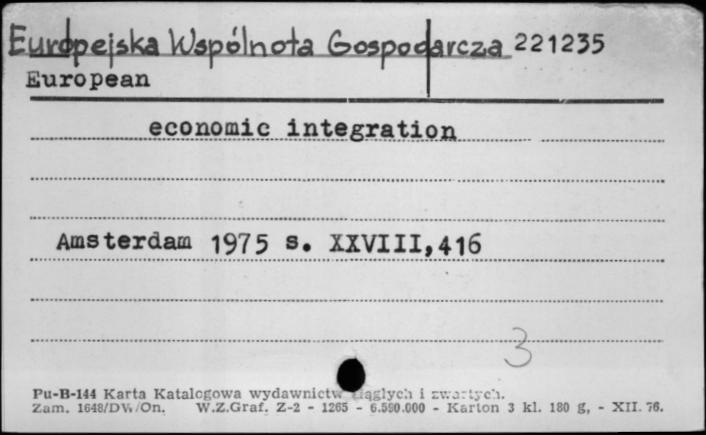 Europejska Wspólnota Gospodarcza 221235
European
economic integration
Amsterdam 1975 s. XXVIII,416
3
Pu-B-144 Karta Katalogowa wydawnictw ciągłych i zwartych.
Zam. 1648/DW/On. W.Z.Graf. Z-2 - 1265 - 6.590.000 - Karton 3 kl. 180 g, - XII. 76.